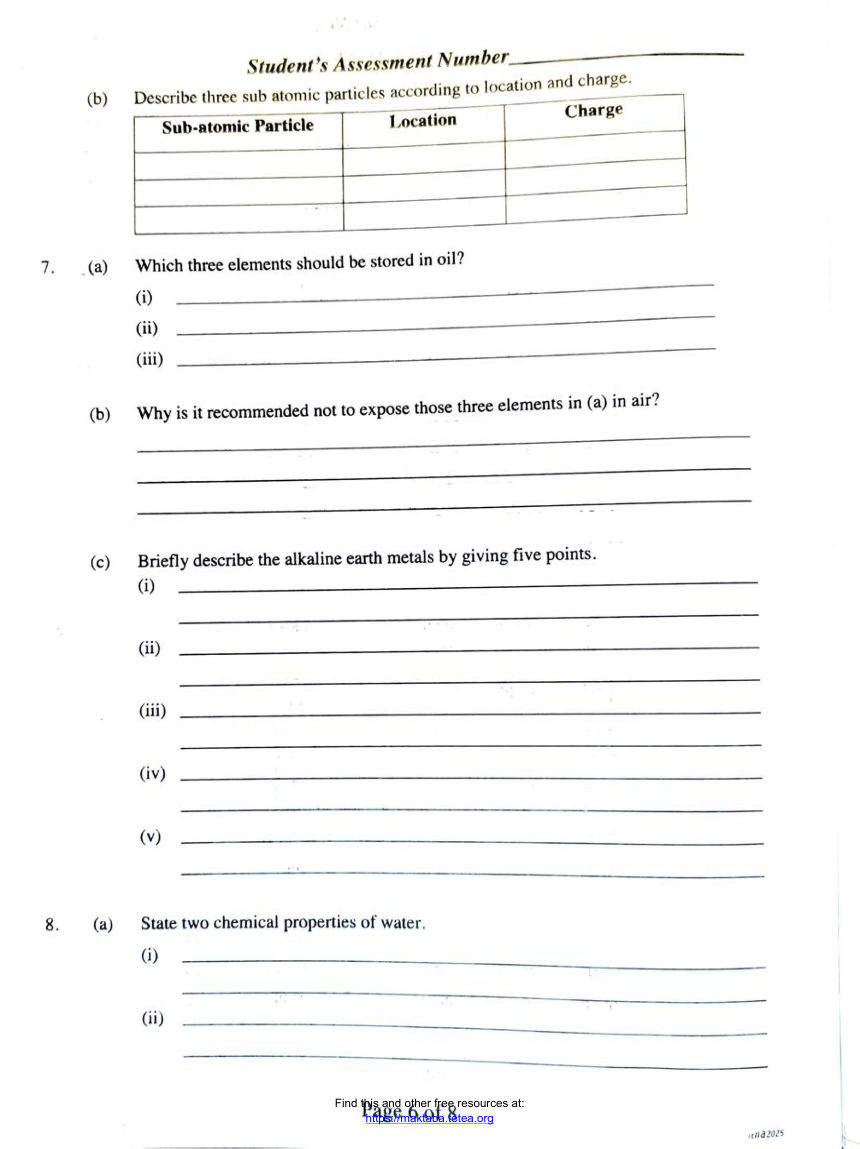 Student's Assessment Number
(b) Describe three sub atomic particles according to location and charge.
Sub-atomic Particle Location Charge
7. (a) Which three elements should be stored in oil?
(i)
(ii)
(iii)
(b) Why is it recommended not to expose those three elements in (a) in air?
(c) Briefly describe the alkaline earth metals by giving five points.
(i)
(ii)
(iii)
(iv)
(v)
8. (a) State two chemical properties of water.
(i)
(ii)
Find this and other free resources at:
Page 6 of 8
https://maktaba.tetea.org